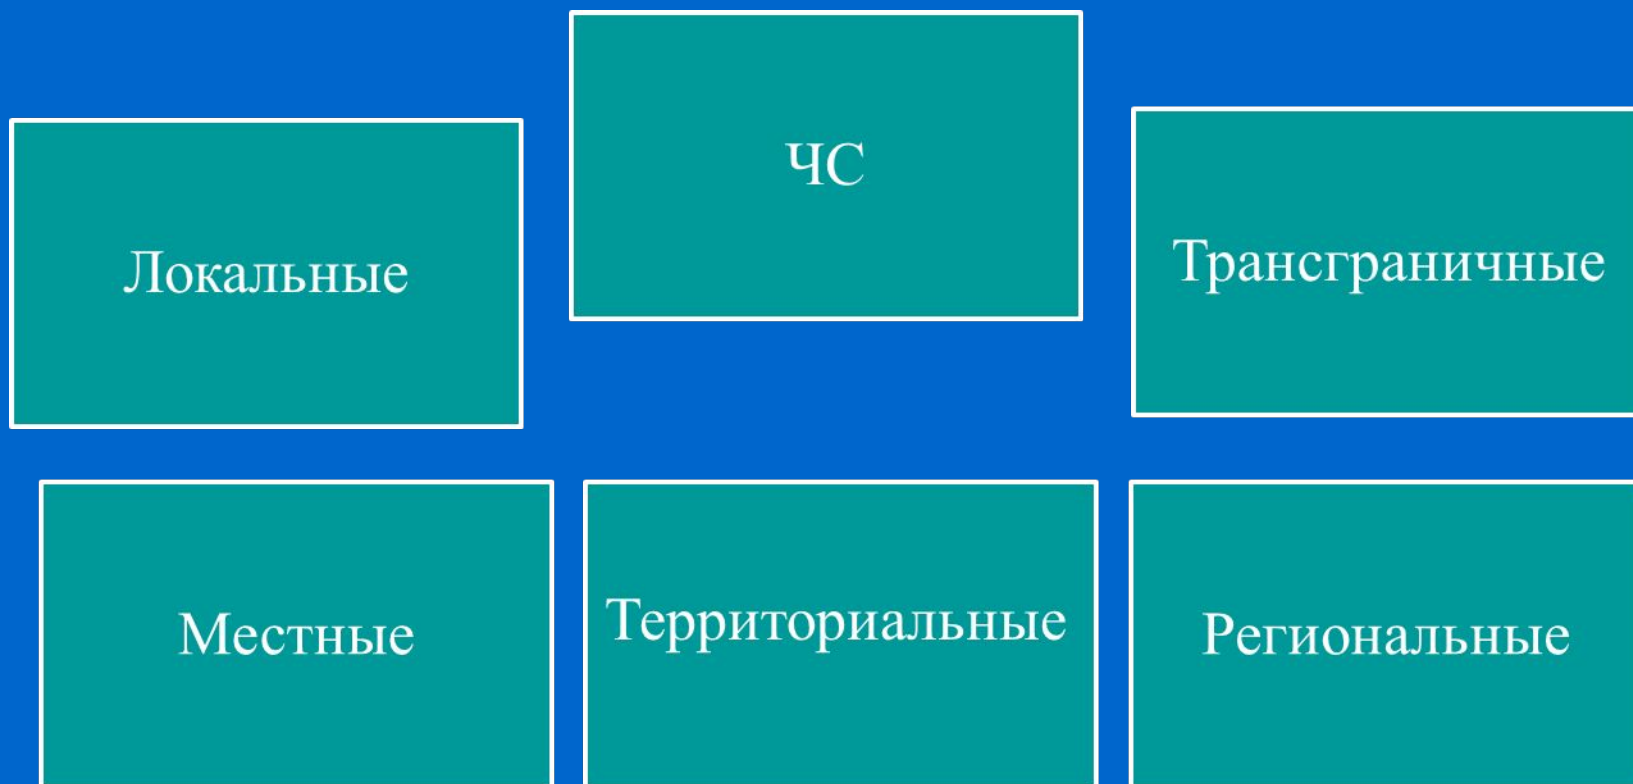 ЧС
Локальные
Трансграничные
Местные
Территориальные
Региональные